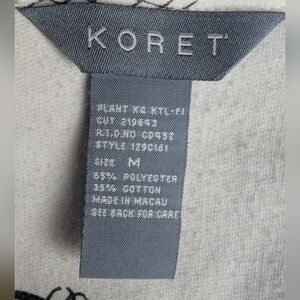 KORET
PLANT K4 KTL-FI
CUT 219643
R.I.D.NO C0952
STYLE 129C161
SIZE M
65% POLYESTER
35% COTTON
MADE IN MACAU
SEE BACK FOR CARE